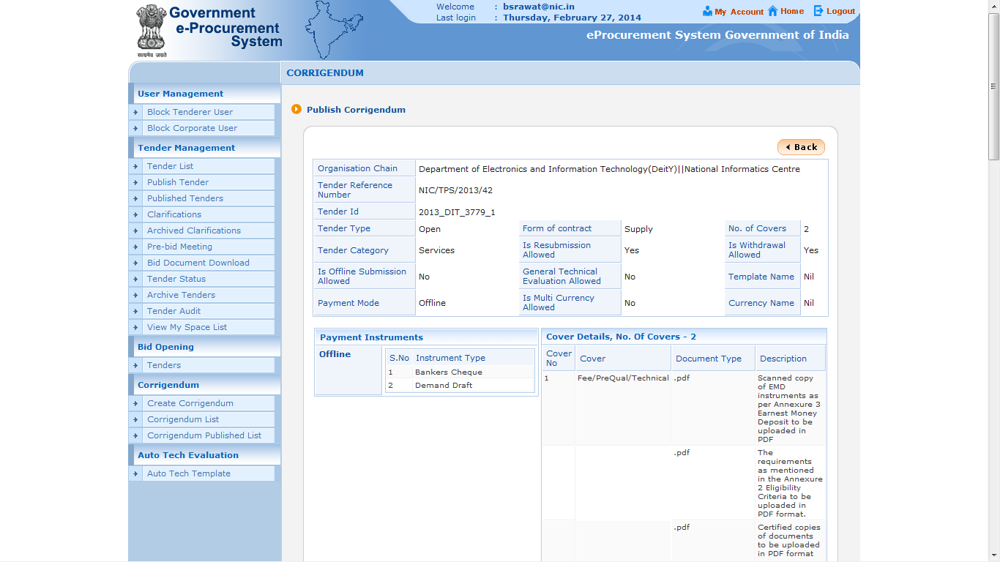 Government
e-Procurement
System
सत्यमेव जयते
Welcome : bsrawat@nic.in
Last login : Thursday, February 27, 2014
My Account Home Logout
eProcurement System Government of India
CORRIGENDUM
User Management
Block Tenderer User
Block Corporate User
Tender Management
Tender List
Publish Tender
Published Tenders
Clarifications
Archived Clarifications
Pre-bid Meeting
Bid Document Download
Tender Status
Archive Tenders
Tender Audit
View My Space List
Bid Opening
Tenders
Corrigendum
Create Corrigendum
Corrigendum List
Corrigendum Published List
Auto Tech Evaluation
Auto Tech Template
Publish Corrigendum
Back
Organisation Chain Department of Electronics and Information Technology(DeitY)||National Informatics Centre
Tender Reference
Number NIC/TPS/2013/42
Tender Id 2013_DIT_3779_1
Tender Type Open Form of contract Supply No. of Covers 2
Tender Category Services Is Resubmission
Allowed Yes Is Withdrawal
Allowed Yes
Is Offline Submission
Allowed No General Technical
Evaluation Allowed No Template Name Nil
Payment Mode Offline Is Multi Currency
Allowed No Currency Name Nil
Payment Instruments
Offline
S.No Instrument Type
1 Bankers Cheque
2 Demand Draft
Cover Details, No. Of Covers - 2
Cover
No Cover Document Type Description
1 Fee/PreQual/Technical .pdf Scanned copy
of EMD
instruments as
per Annexure 3
Earnest Money
Deposit to be
uploaded in
PDF
.pdf The
requirements
as mentioned
in the Annexure
2 Eligibility
Criteria to be
uploaded in
PDF format.
.pdf Certified copies
of documents
to be uploaded
in PDF format